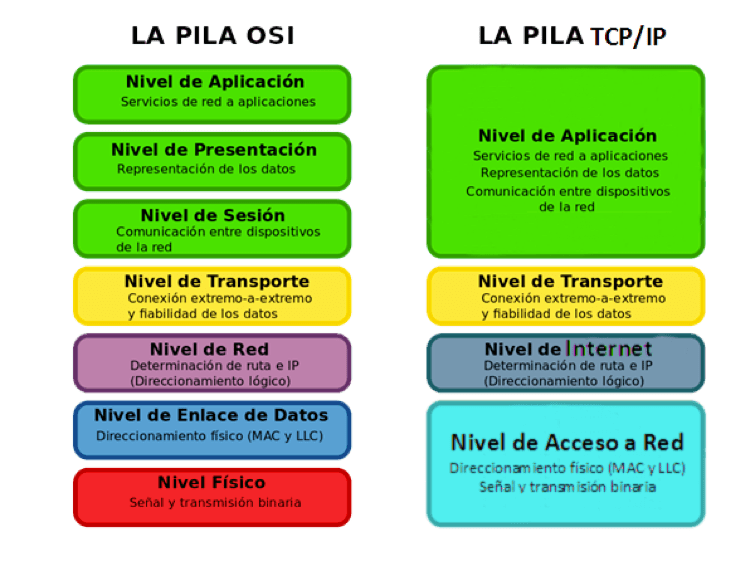 LA PILA OSI
Nivel de Aplicación
Servicios de red a aplicaciones
Nivel de Presentación
Representación de los datos
Nivel de Sesión
Comunicación entre dispositivos
de la red
Nivel de Transporte
Conexión extremo-a-extremo
y fiabilidad de los datos
Nivel de Red
Determinación de ruta e IP
(Direccionamiento lógico)
Nivel de Enlace de Datos
Direccionamiento físico (MAC y LLC)
Nivel Físico
Señal y transmisión binaria
LA PILA TCP/IP
Nivel de Aplicación
Servicios de red a aplicaciones
Representación de los datos
Comunicación entre dispositivos
de la red
Nivel de Transporte
Conexión extremo-a-extremo
y fiabilidad de los datos
Nivel de Internet
Determinación de ruta e IP
(Direccionamiento lógico)
Nivel de Acceso a Red
Direccionamiento físico (MAC y LLC)
Señal y transmisión binaria